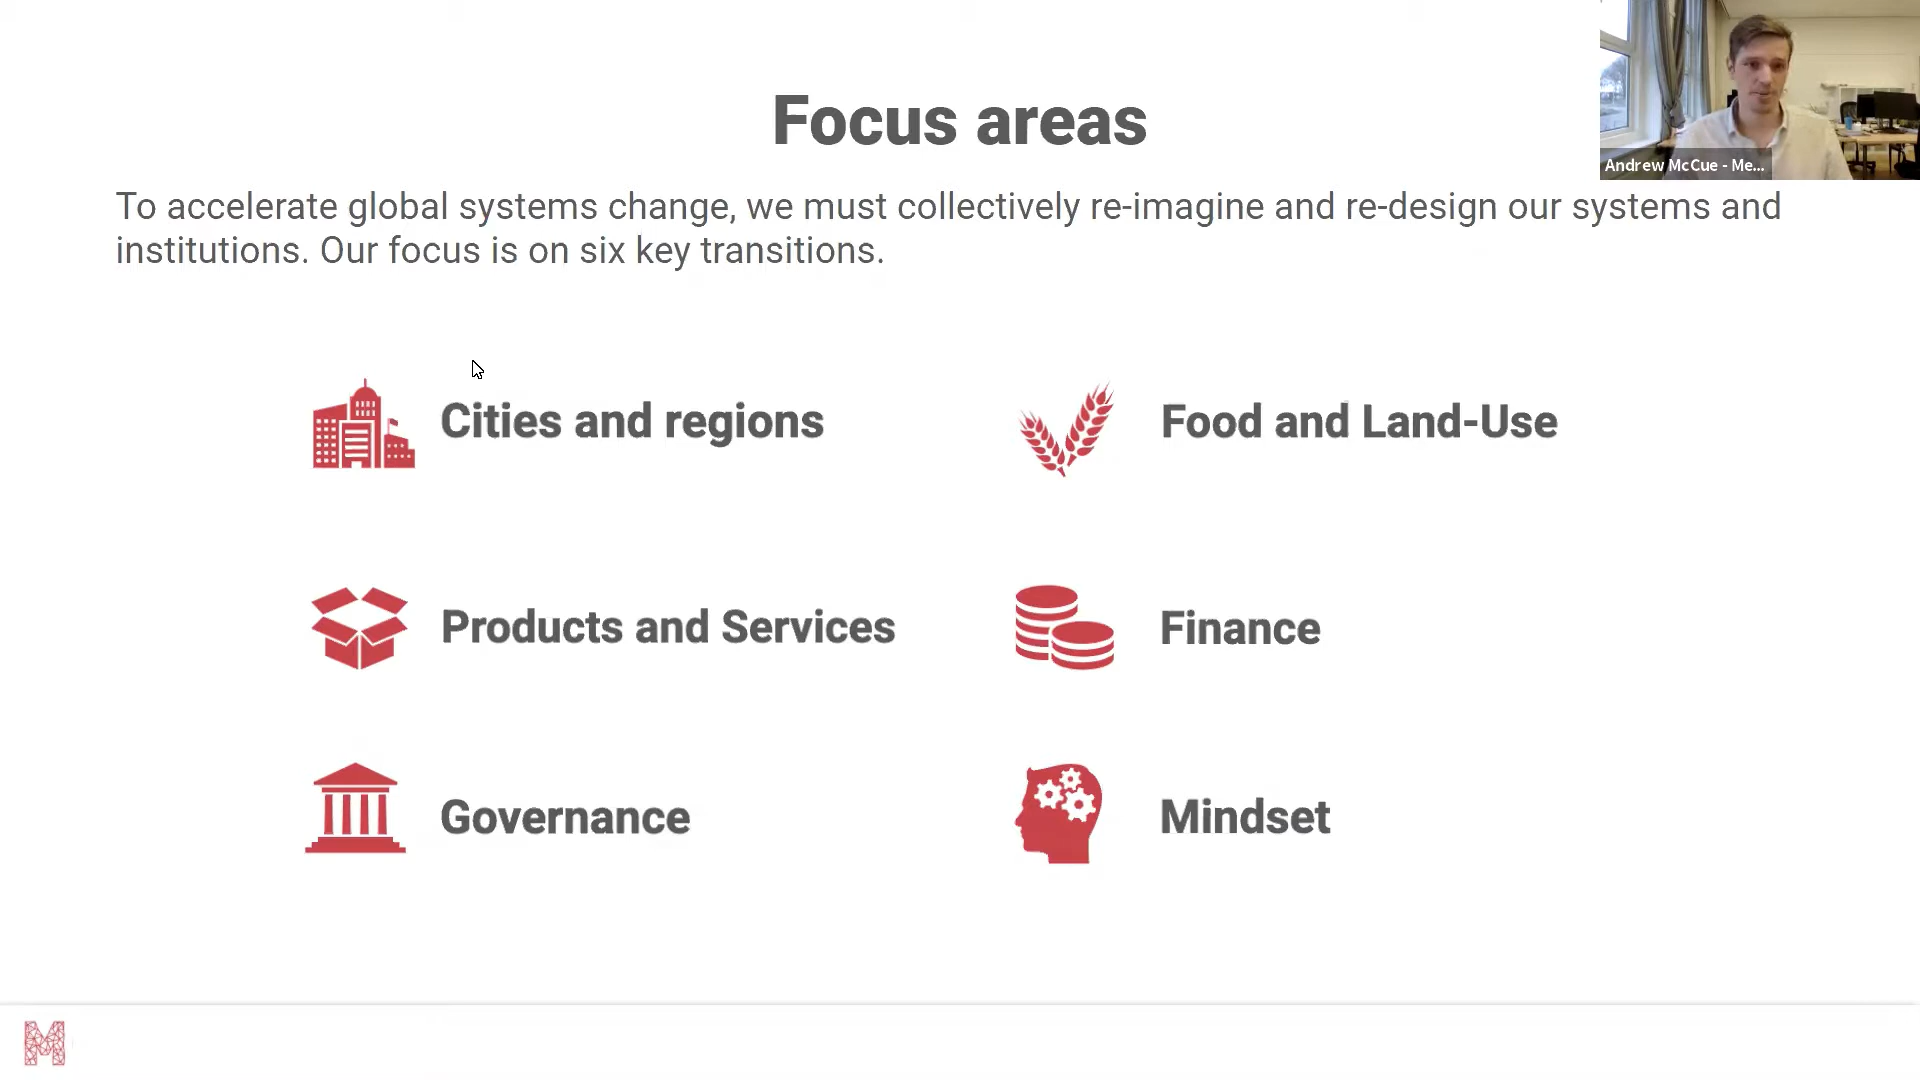 Focus areas
Andrew McCue - Me...
To accelerate global systems change, we must collectively re-imagine and re-design our systems and
institutions. Our focus is on six key transitions.
Cities and regions
Food and Land-Use
Products and Services
Finance
Governance
Mindset
M